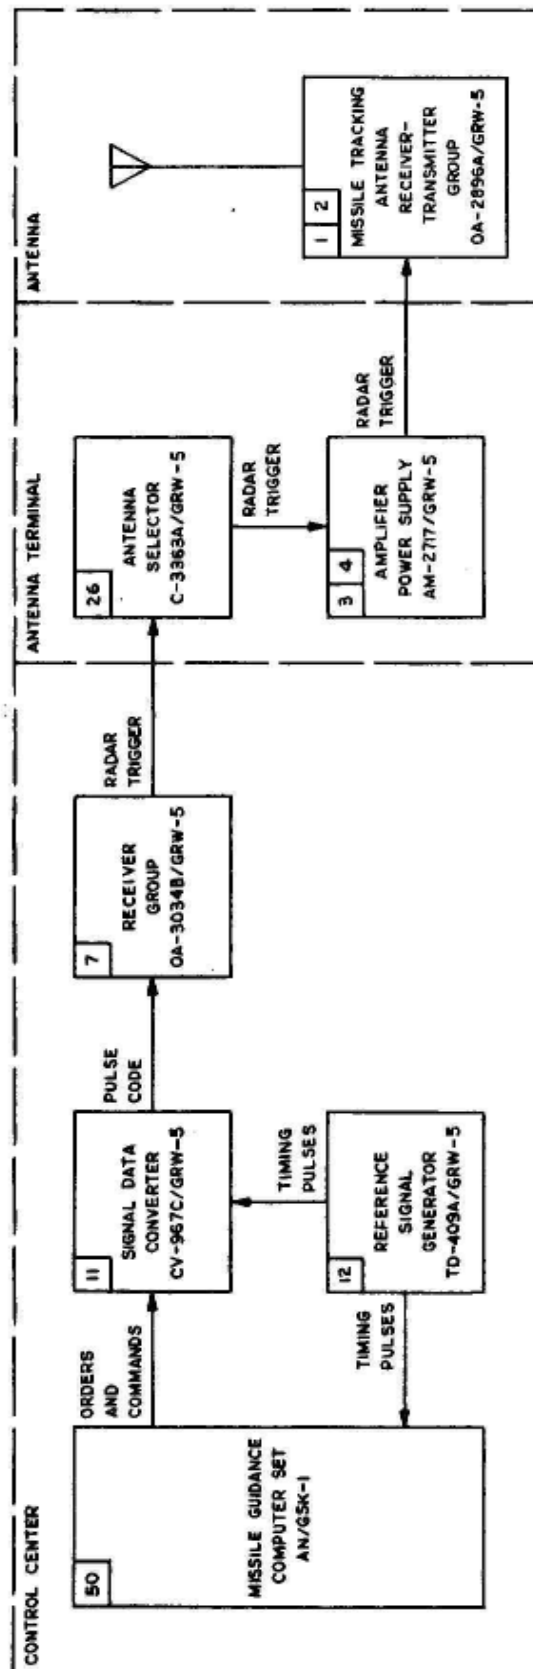 CONTROL CENTER
50
MISSILE GUIDANCE
COMPUTER SET
AN/GSK-1
ORDERS
AND
COMMANDS
TIMING
PULSES
11
SIGNAL DATA
CONVERTER
CV-967C/GRW-5
TIMING
PULSES
12
REFERENCE
SIGNAL
GENERATOR
TD-409A/GRW-5
PULSE
CODE
7
RECEIVER
GROUP
OA-3034B/GRW-5
RADAR
TRIGGER
ANTENNA TERMINAL
26
ANTENNA
SELECTOR
C-3363A/GRW-5
RADAR
TRIGGER
3 4
AMPLIFIER
POWER SUPPLY
AM-2717/GRW-5
RADAR
TRIGGER
ANTENNA
1 2
MISSILE TRACKING
ANTENNA
RECEIVER-
TRANSMITTER
GROUP
OA-2896A/GRW-5